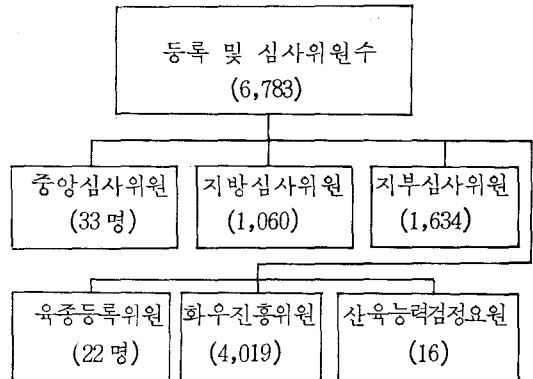 등록 및 심사위원수
(6,783)
중앙심사위원
(33 명)
지방심사위원
(1,060)
지부심사위원
(1,634)
육종등록위원
(22 명)
화우진흥위원
(4,019)
산육능력검정요원
(16)